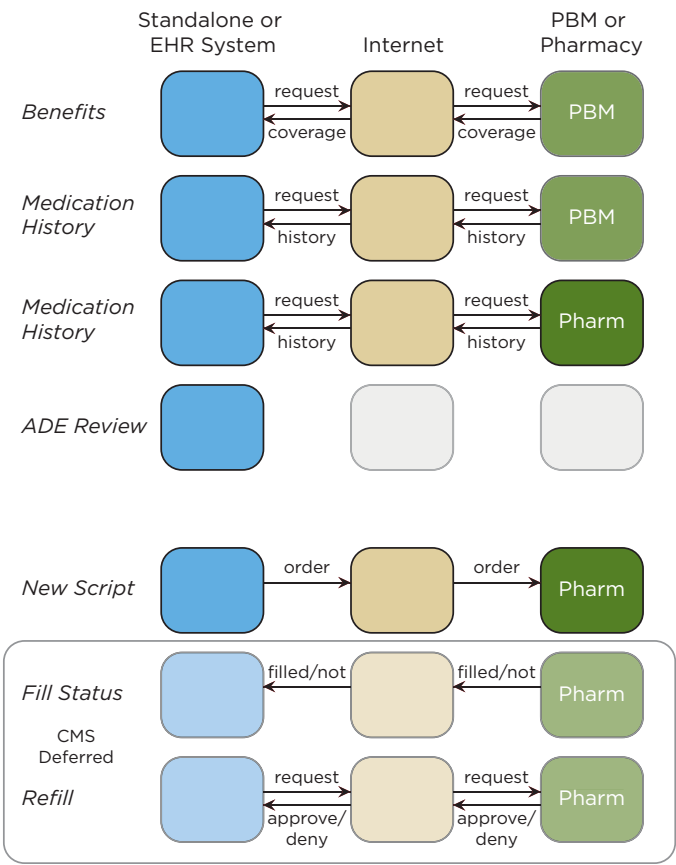 Standalone or
EHR System
Internet
PBM or
Pharmacy
Benefits
request
coverage
request
coverage
PBM
Medication
History
request
history
request
history
PBM
Medication
History
request
history
request
history
Pharm
ADE Review
New Script
order
order
Pharm
Fill Status
filled/not
filled/not
Pharm
CMS
Deferred
Refill
request
approve/
deny
request
approve/
deny
Pharm